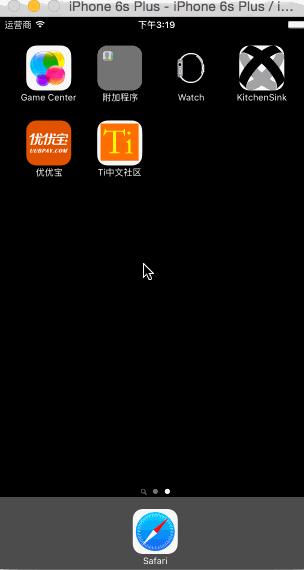 iPhone 6s Plus - iPhone 6s Plus / i...
运营商 下午3:19
Game Center 附加程序 Watch KitchenSink
优优宝
UUBPAY.COM
Ti
优优宝 Ti中文社区
Safari